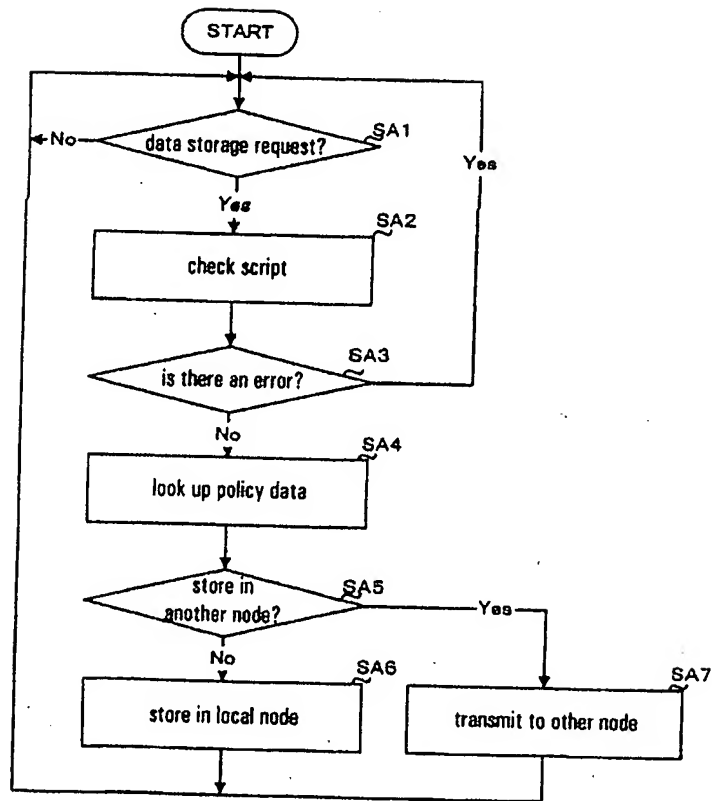 START
data storage request?
SA1
No
Yes
Yes
SA2
check script
SA3
is there an error?
No
SA4
look up policy data
SA5
store in
another node?
Yes
No
SA6
store in local node
SA7
transmit to other node